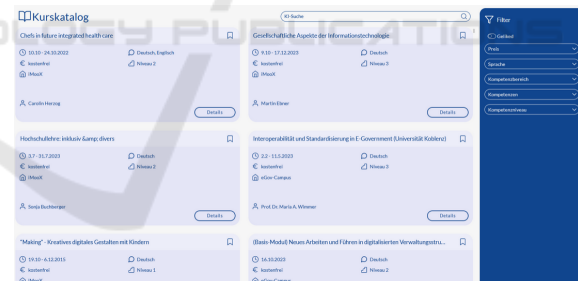 Kurskatalog
KI-Suche
Chefs in future integrated health care
10.10 - 24.10.2022
Deutsch, Englisch
kostenfrei
Niveau 2
iMooX
Carolin Herzog
Details
Gesellschaftliche Aspekte der Informationstechnologie
9.10 - 17.12.2023
Deutsch
kostenfrei
Niveau 3
iMooX
Martin Ebner
Details
Hochschullehre: inklusiv &amp; divers
3.7 - 31.7.2023
Deutsch
kostenfrei
Niveau 2
iMooX
Sonja Buchberger
Details
Interoperabilität und Standardisierung in E-Government (Universität Koblenz)
2.2 - 11.5.2023
Deutsch
kostenfrei
Niveau 3
eGov-Campus
Prof. Dr. Maria A. Wimmer
Details
"Making" - Kreatives digitales Gestalten mit Kindern
19.10 - 6.12.2015
Deutsch
kostenfrei
Niveau 1
iMooX
(Basis-Modul) Neues Arbeiten und Führen in digitalisierten Verwaltungsstru...
16.10.2023
Deutsch
kostenfrei
Niveau 2
eGov-Campus
Filter
Preis
Sprache
Kompetenzbereich
Kompetenzen
Kompetenzniveau